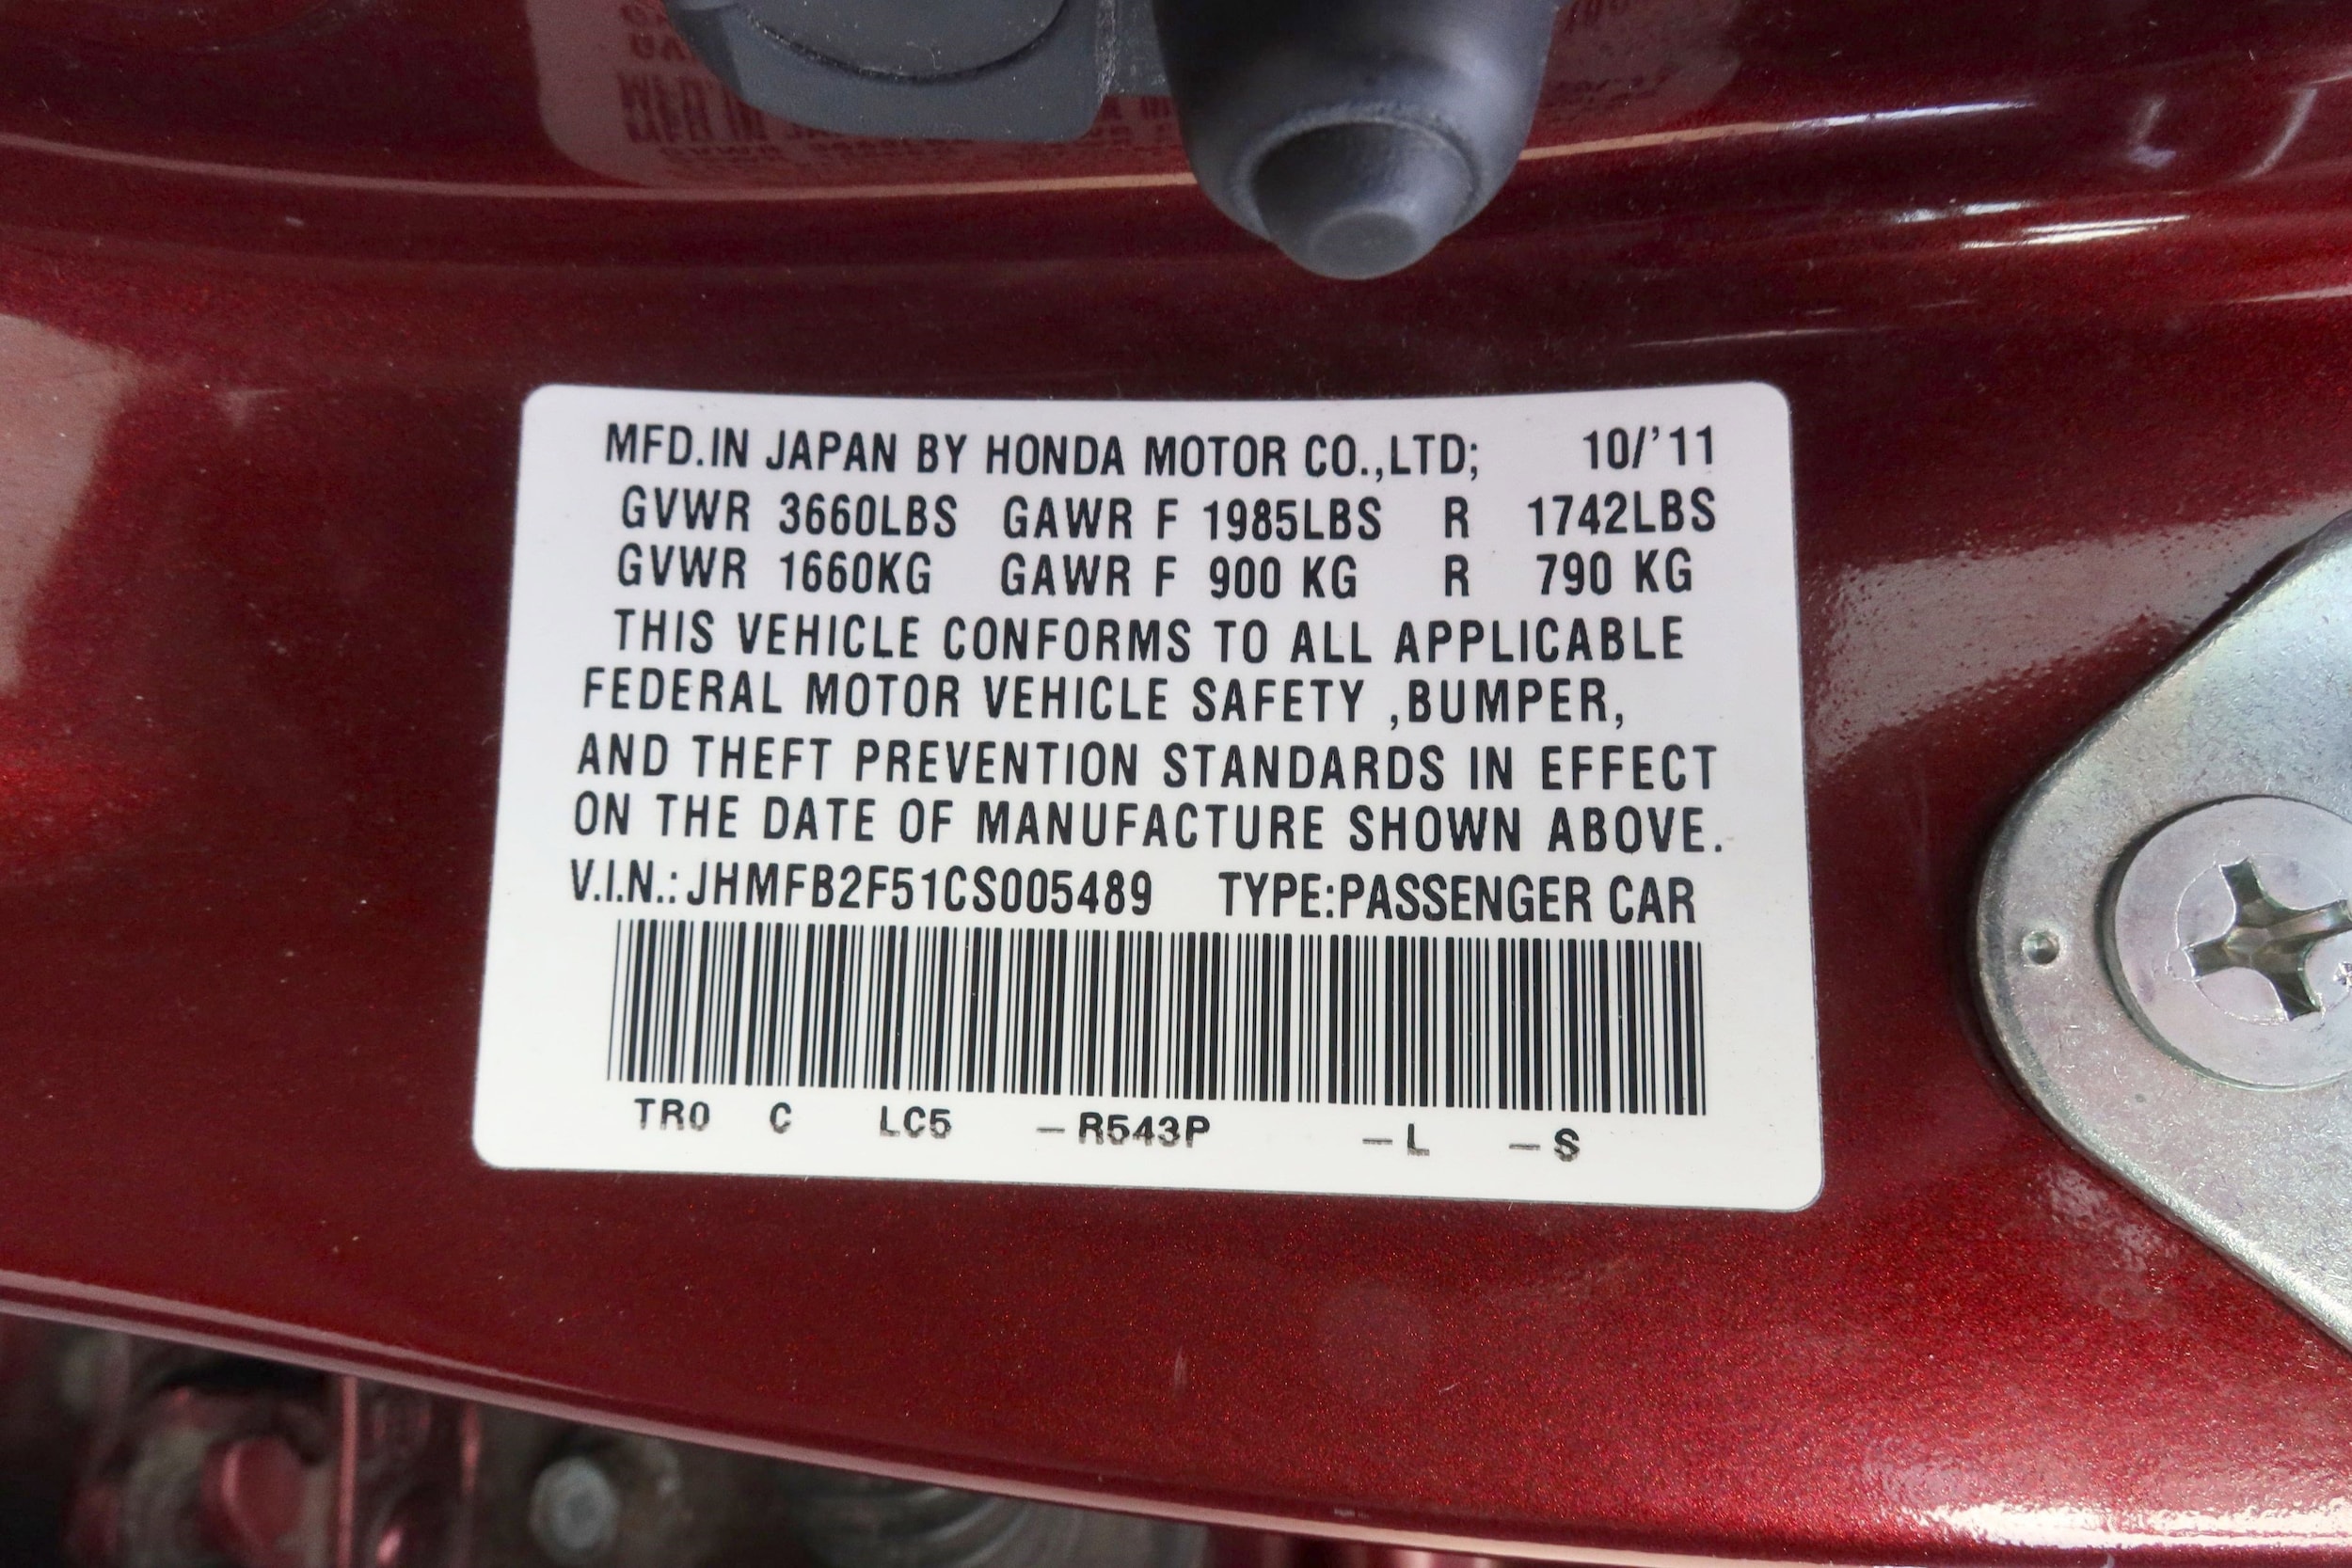 MFD.IN JAPAN BY HONDA MOTOR CO.,LTD; 10/'11
GVWR 3660LBS GAWR F 1985LBS R 1742LBS
GVWR 1660KG GAWR F 900 KG R 790 KG
THIS VEHICLE CONFORMS TO ALL APPLICABLE
FEDERAL MOTOR VEHICLE SAFETY ,BUMPER,
AND THEFT PREVENTION STANDARDS IN EFFECT
ON THE DATE OF MANUFACTURE SHOWN ABOVE.
V.I.N.:JHMFB2F51CS005489 TYPE:PASSENGER CAR
TR0 C LC5 –R543P –L –S